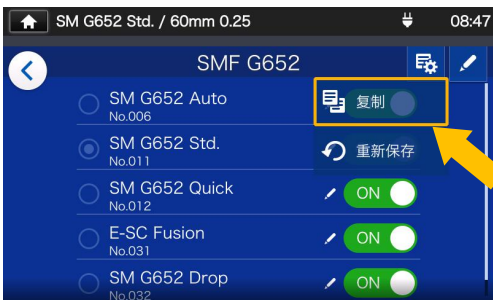 SM G652 Std. / 60mm 0.25 08:47
SMF G652
SM G652 Auto
No.006
复制
SM G652 Std.
No.011
重新保存
SM G652 Quick
No.012
ON
E-SC Fusion
No.031
ON
SM G652 Drop
No.032
ON